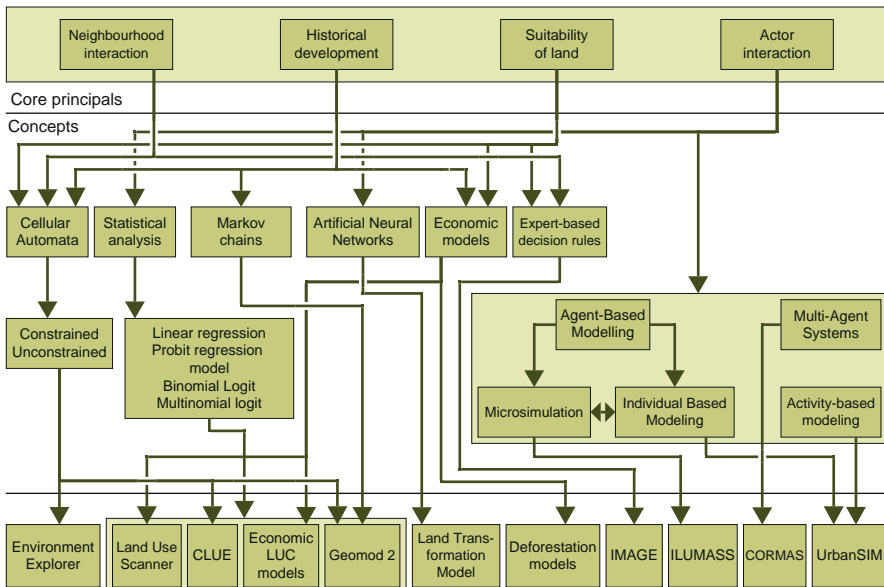 Neighbourhood
interaction
Historical
development
Suitability
of land
Actor
interaction
Core principals
Concepts
Cellular
Automata
Statistical
analysis
Markov
chains
Artificial Neural
Networks
Economic
models
Expert-based
decision rules
Constrained
Unconstrained
Linear regression
Probit regression
model
Binomial Logit
Multinomial logit
Agent-Based
Modelling
Multi-Agent
Systems
Microsimulation
Individual Based
Modeling
Activity-based
modeling
Environment
Explorer
Land Use
Scanner
CLUE
Economic
LUC
models
Geomod 2
Land Trans-
formation
Model
Deforestation
models
IMAGE
ILUMASS
CORMAS
UrbanSIM